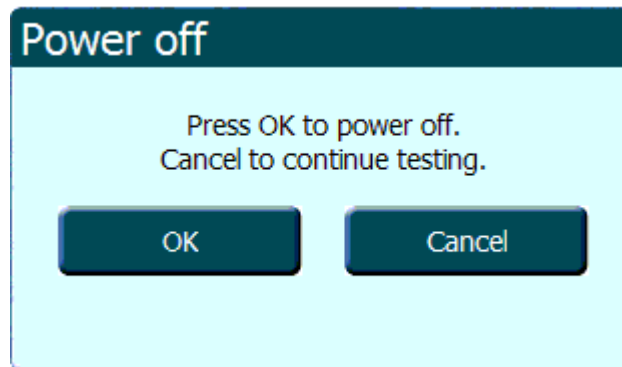 Power off
Press OK to power off.
Cancel to continue testing.
OK
Cancel